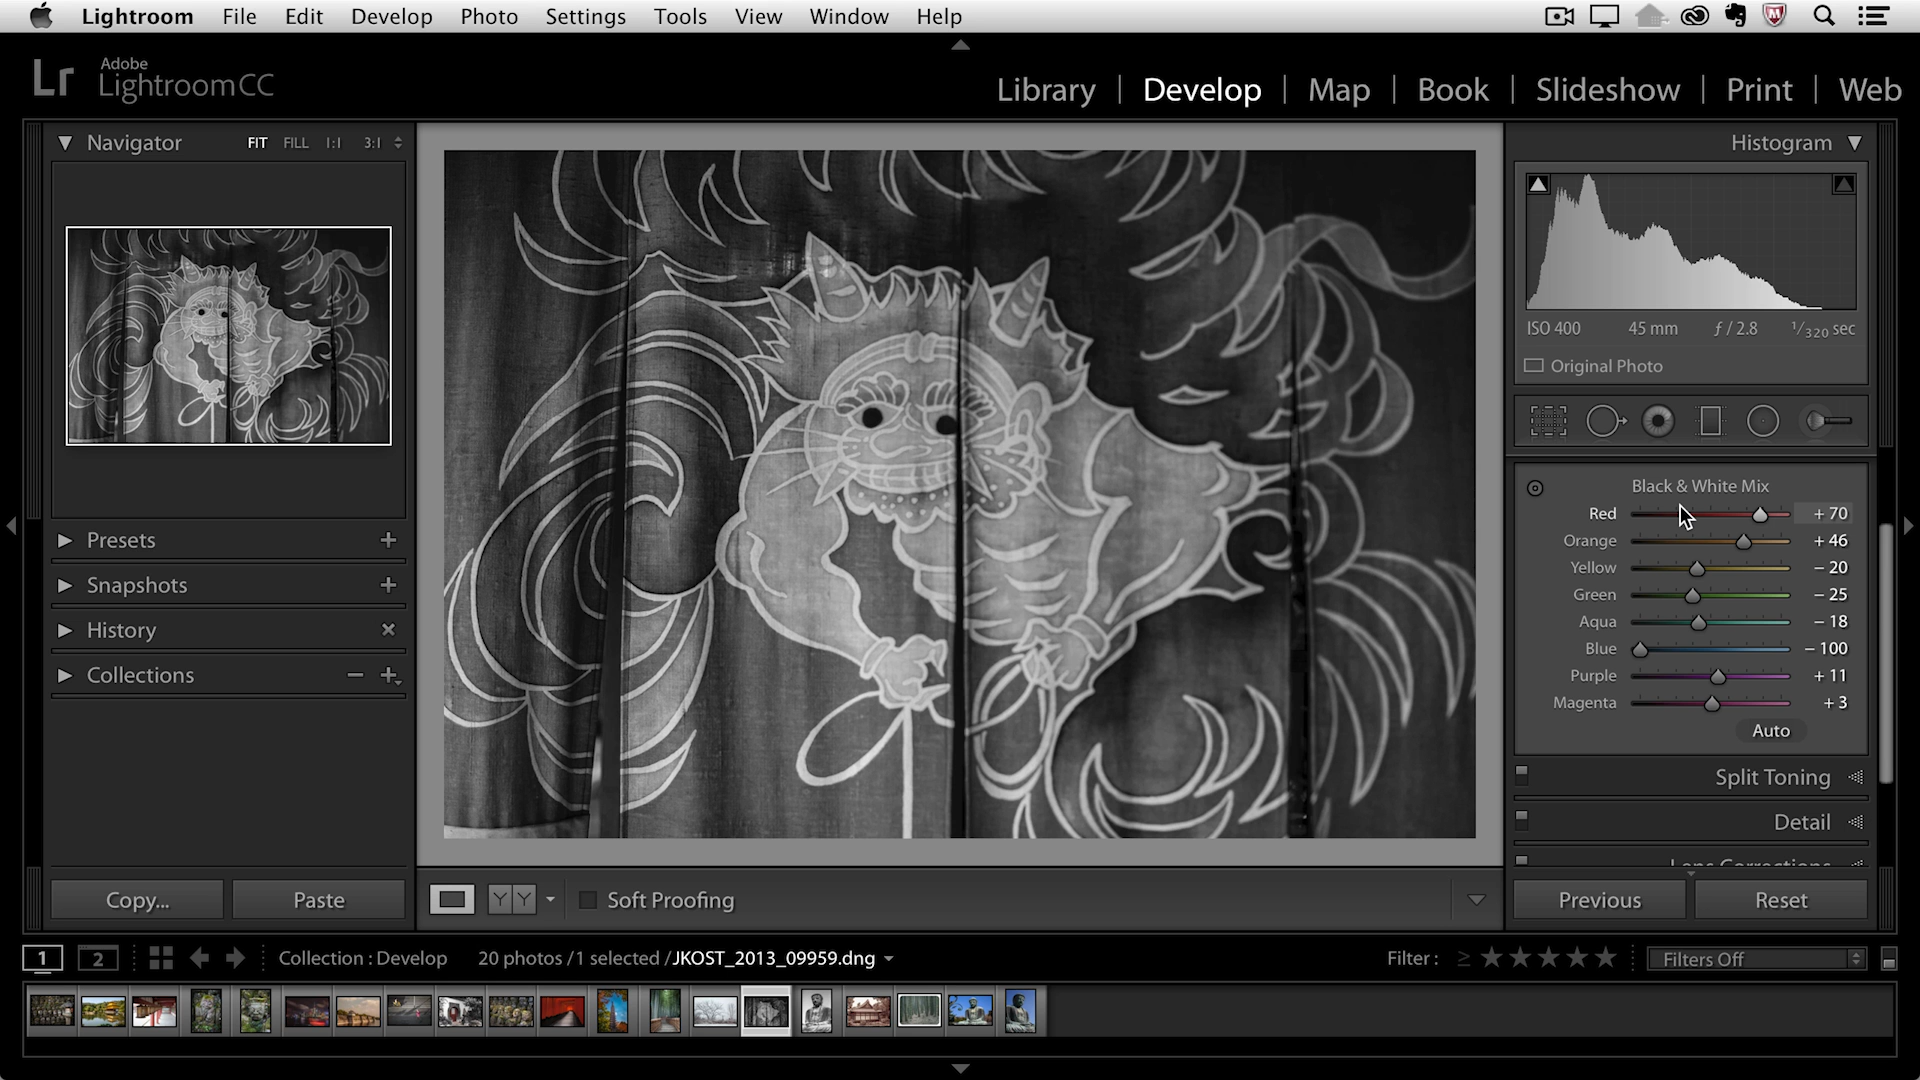 Lightroom File Edit Develop Photo Settings Tools View Window Help
Lr Adobe
Lightroom CC
Library | Develop | Map | Book | Slideshow | Print | Web
Navigator FIT FILL 1:1 3:1
Presets +
Snapshots +
History ×
Collections − +
Copy... Paste
Y Y Soft Proofing
Histogram
ISO 400 45 mm ƒ / 2.8 1/320 sec
Original Photo
Black & White Mix
Red + 70
Orange + 46
Yellow − 20
Green − 25
Aqua − 18
Blue − 100
Purple + 11
Magenta + 3
Auto
Split Toning
Detail
Lens Corrections
Previous Reset
1 2 Collection : Develop 20 photos /1 selected /JKOST_2013_09959.dng Filter : ≥ ★★★★★ Filters Off